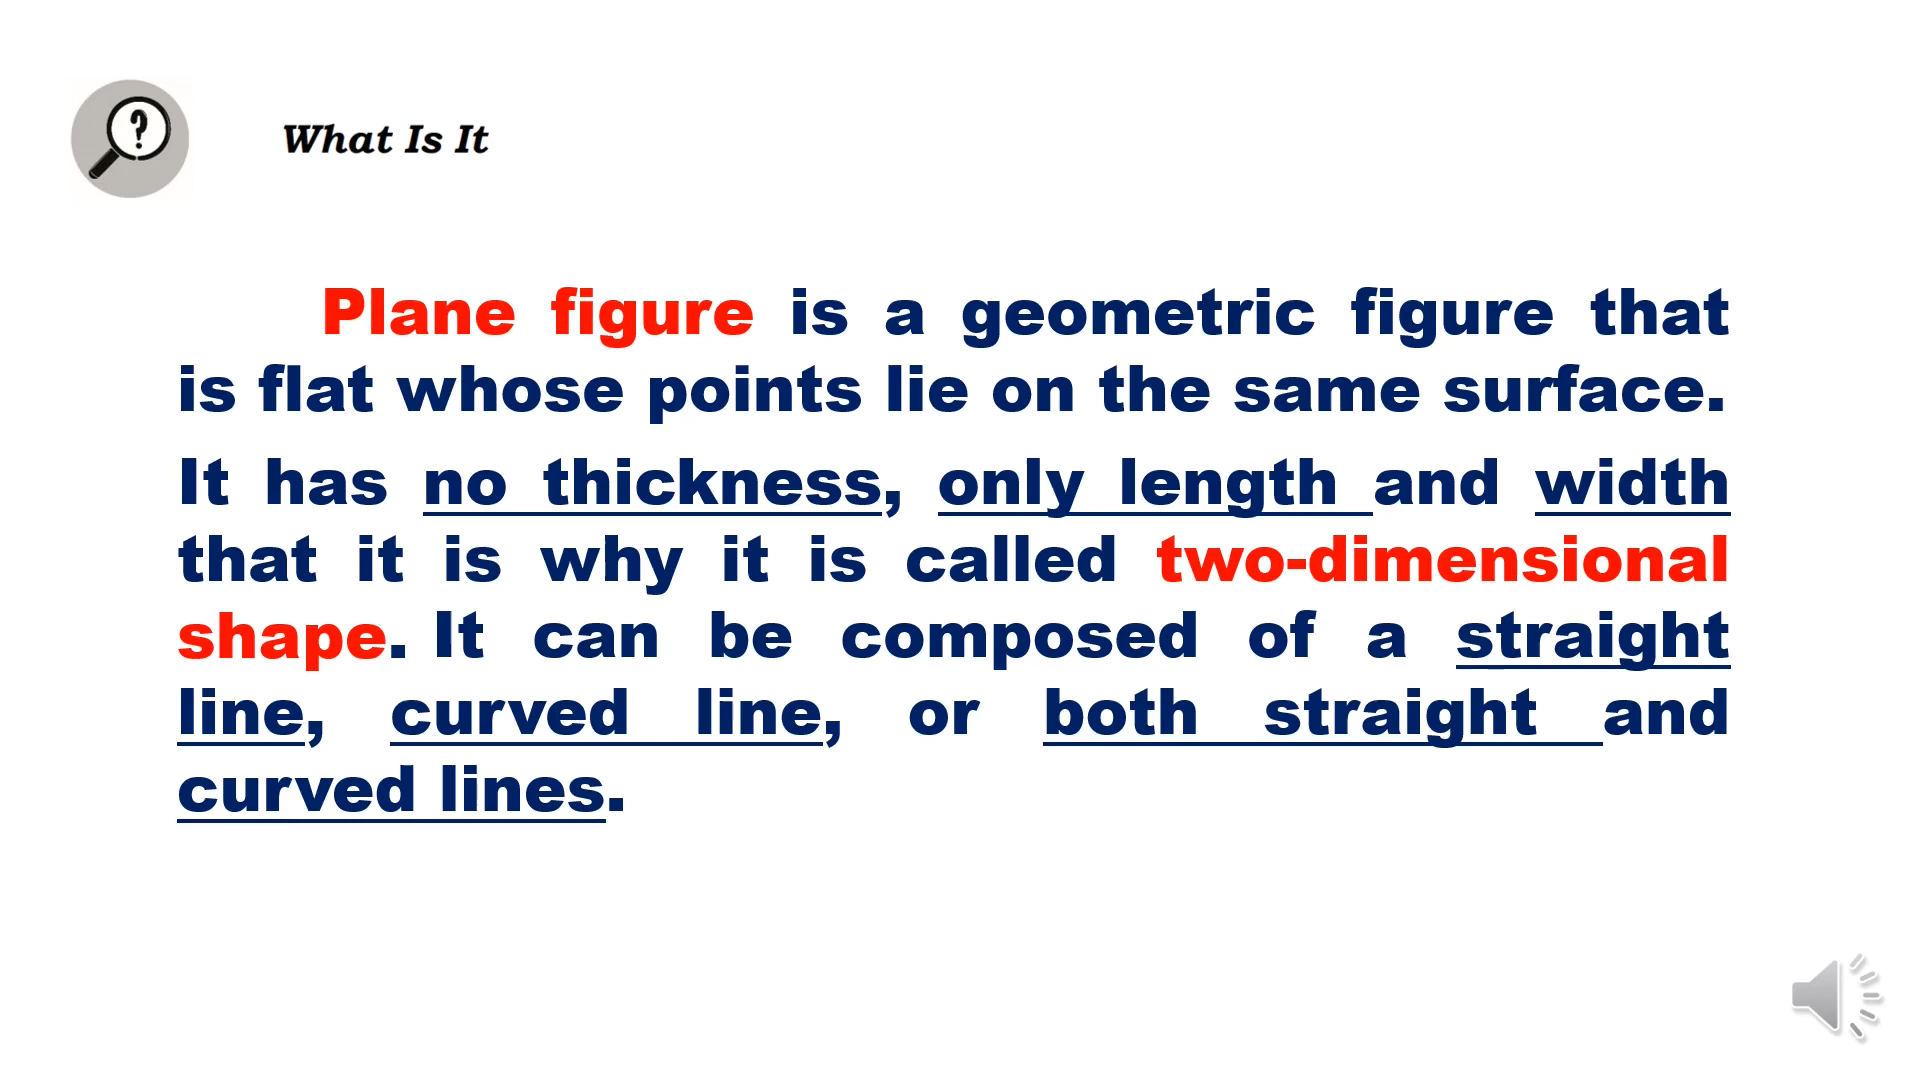 ?
What Is It
Plane figure is a geometric figure that
is flat whose points lie on the same surface.
It has no thickness, only length and width
that it is why it is called two-dimensional
shape. It can be composed of a straight
line, curved line, or both straight and
curved lines.